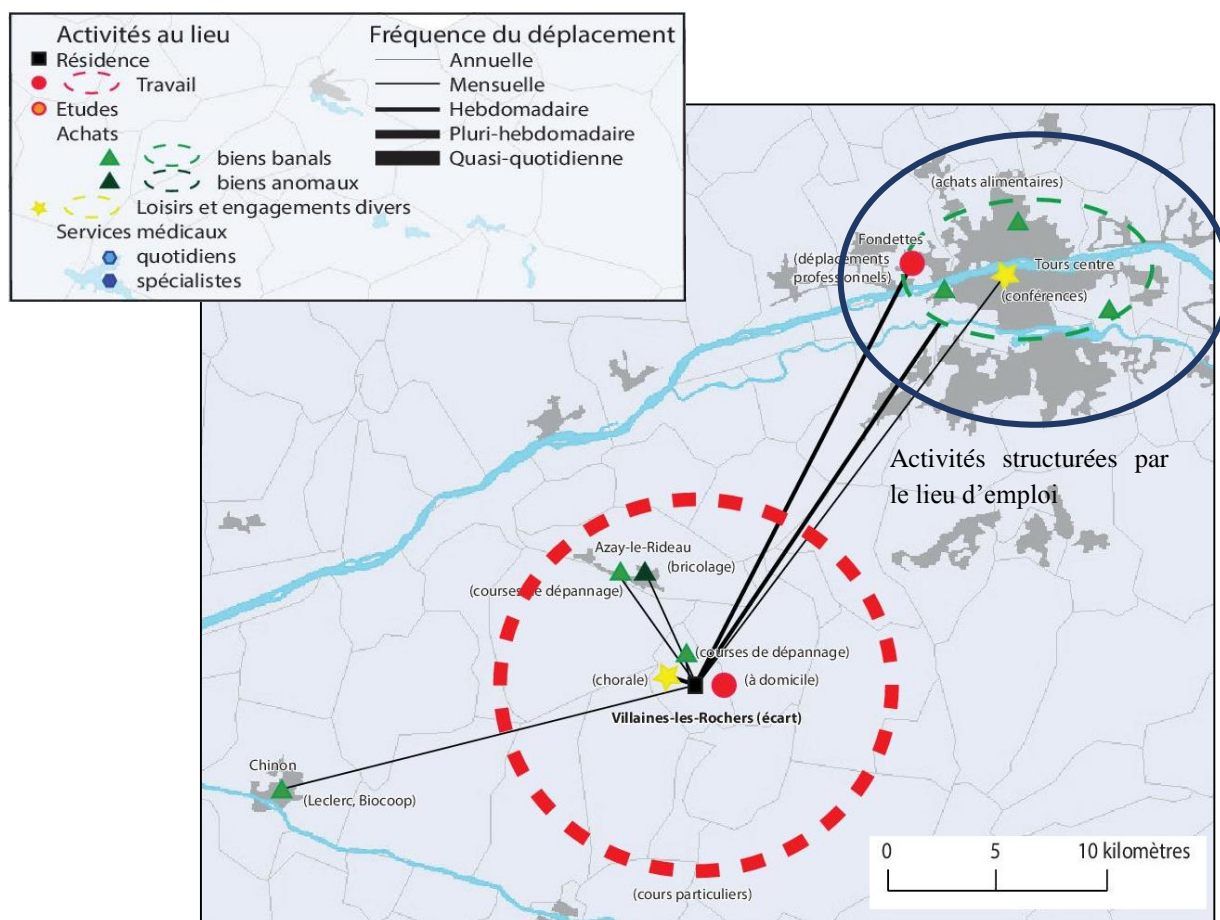 Activités au lieu
Résidence
Travail
Etudes
Achats
biens banals
biens anomaux
Loisirs et engagements divers
Services médicaux
quotidiens
spécialistes
Fréquence du déplacement
Annuelle
Mensuelle
Hebdomadaire
Pluri-hebdomadaire
Quasi-quotidienne
(achats alimentaires)
Fondettes
(déplacements
professionnels)
Tours centre
(conférences)
Activités structurées par
le lieu d’emploi
Azay-le-Rideau
(bricolage)
(courses de dépannage)
(courses de dépannage)
(chorale)
(à domicile)
Villaines-les-Rochers (écart)
Chinon
(Leclerc, Biocoop)
(cours particuliers)
0 5 10 kilomètres